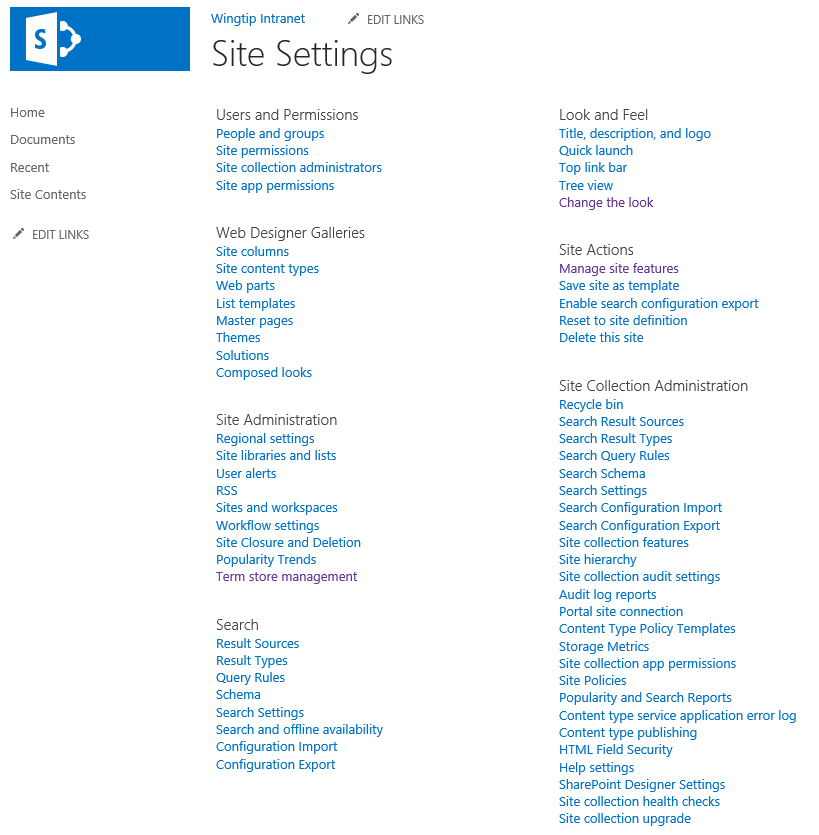 S
Wingtip Intranet
EDIT LINKS
Site Settings
Home
Documents
Recent
Site Contents
EDIT LINKS
Users and Permissions
People and groups
Site permissions
Site collection administrators
Site app permissions
Web Designer Galleries
Site columns
Site content types
Web parts
List templates
Master pages
Themes
Solutions
Composed looks
Site Administration
Regional settings
Site libraries and lists
User alerts
RSS
Sites and workspaces
Workflow settings
Site Closure and Deletion
Popularity Trends
Term store management
Search
Result Sources
Result Types
Query Rules
Schema
Search Settings
Search and offline availability
Configuration Import
Configuration Export
Look and Feel
Title, description, and logo
Quick launch
Top link bar
Tree view
Change the look
Site Actions
Manage site features
Save site as template
Enable search configuration export
Reset to site definition
Delete this site
Site Collection Administration
Recycle bin
Search Result Sources
Search Result Types
Search Query Rules
Search Schema
Search Settings
Search Configuration Import
Search Configuration Export
Site collection features
Site hierarchy
Site collection audit settings
Audit log reports
Portal site connection
Content Type Policy Templates
Storage Metrics
Site collection app permissions
Site Policies
Popularity and Search Reports
Content type service application error log
Content type publishing
HTML Field Security
Help settings
SharePoint Designer Settings
Site collection health checks
Site collection upgrade